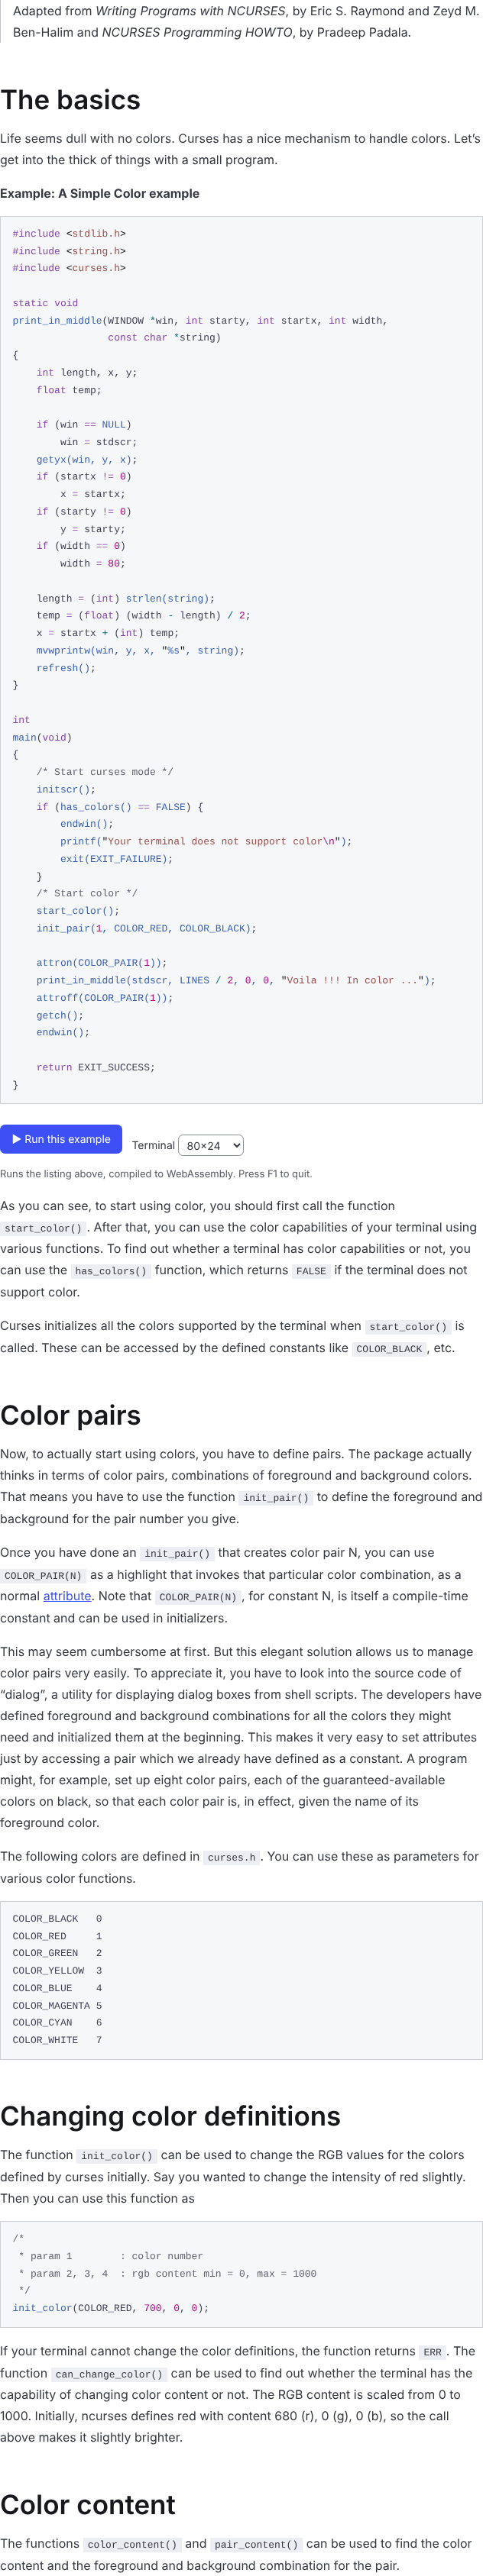 Adapted from Writing Programs with NCURSES, by Eric S. Raymond and Zeyd M.
Ben-Halim and NCURSES Programming HOWTO, by Pradeep Padala.
The basics
Life seems dull with no colors. Curses has a nice mechanism to handle colors. Let’s
get into the thick of things with a small program.
Example: A Simple Color example
#include <stdlib.h>
#include <string.h>
#include <curses.h>

static void
print_in_middle(WINDOW *win, int starty, int startx, int width,
                const char *string)
{
    int length, x, y;
    float temp;

    if (win == NULL)
        win = stdscr;
    getyx(win, y, x);
    if (startx != 0)
        x = startx;
    if (starty != 0)
        y = starty;
    if (width == 0)
        width = 80;

    length = (int) strlen(string);
    temp = (float) (width - length) / 2;
    x = startx + (int) temp;
    mvwprintw(win, y, x, "%s", string);
    refresh();
}

int
main(void)
{
    /* Start curses mode */
    initscr();
    if (has_colors() == FALSE) {
        endwin();
        printf("Your terminal does not support color\n");
        exit(EXIT_FAILURE);
    }
    /* Start color */
    start_color();
    init_pair(1, COLOR_RED, COLOR_BLACK);

    attron(COLOR_PAIR(1));
    print_in_middle(stdscr, LINES / 2, 0, 0, "Voila !!! In color ...");
    attroff(COLOR_PAIR(1));
    getch();
    endwin();

    return EXIT_SUCCESS;
}
▶ Run this example Terminal 80×24
Runs the listing above, compiled to WebAssembly. Press F1 to quit.
As you can see, to start using color, you should first call the function
start_color(). After that, you can use the color capabilities of your terminal using
various functions. To find out whether a terminal has color capabilities or not, you
can use the has_colors() function, which returns FALSE if the terminal does not
support color.
Curses initializes all the colors supported by the terminal when start_color() is
called. These can be accessed by the defined constants like COLOR_BLACK, etc.
Color pairs
Now, to actually start using colors, you have to define pairs. The package actually
thinks in terms of color pairs, combinations of foreground and background colors.
That means you have to use the function init_pair() to define the foreground and
background for the pair number you give.
Once you have done an init_pair() that creates color pair N, you can use
COLOR_PAIR(N) as a highlight that invokes that particular color combination, as a
normal attribute. Note that COLOR_PAIR(N), for constant N, is itself a compile-time
constant and can be used in initializers.
This may seem cumbersome at first. But this elegant solution allows us to manage
color pairs very easily. To appreciate it, you have to look into the source code of
“dialog”, a utility for displaying dialog boxes from shell scripts. The developers have
defined foreground and background combinations for all the colors they might
need and initialized them at the beginning. This makes it very easy to set attributes
just by accessing a pair which we already have defined as a constant. A program
might, for example, set up eight color pairs, each of the guaranteed-available
colors on black, so that each color pair is, in effect, given the name of its
foreground color.
The following colors are defined in curses.h. You can use these as parameters for
various color functions.
COLOR_BLACK   0
COLOR_RED     1
COLOR_GREEN   2
COLOR_YELLOW  3
COLOR_BLUE    4
COLOR_MAGENTA 5
COLOR_CYAN    6
COLOR_WHITE   7
Changing color definitions
The function init_color() can be used to change the RGB values for the colors
defined by curses initially. Say you wanted to change the intensity of red slightly.
Then you can use this function as
/*
 * param 1        : color number
 * param 2, 3, 4  : rgb content min = 0, max = 1000
 */
init_color(COLOR_RED, 700, 0, 0);
If your terminal cannot change the color definitions, the function returns ERR. The
function can_change_color() can be used to find out whether the terminal has the
capability of changing color content or not. The RGB content is scaled from 0 to
1000. Initially, ncurses defines red with content 680 (r), 0 (g), 0 (b), so the call
above makes it slightly brighter.
Color content
The functions color_content() and pair_content() can be used to find the color
content and the foreground and background combination for the pair.